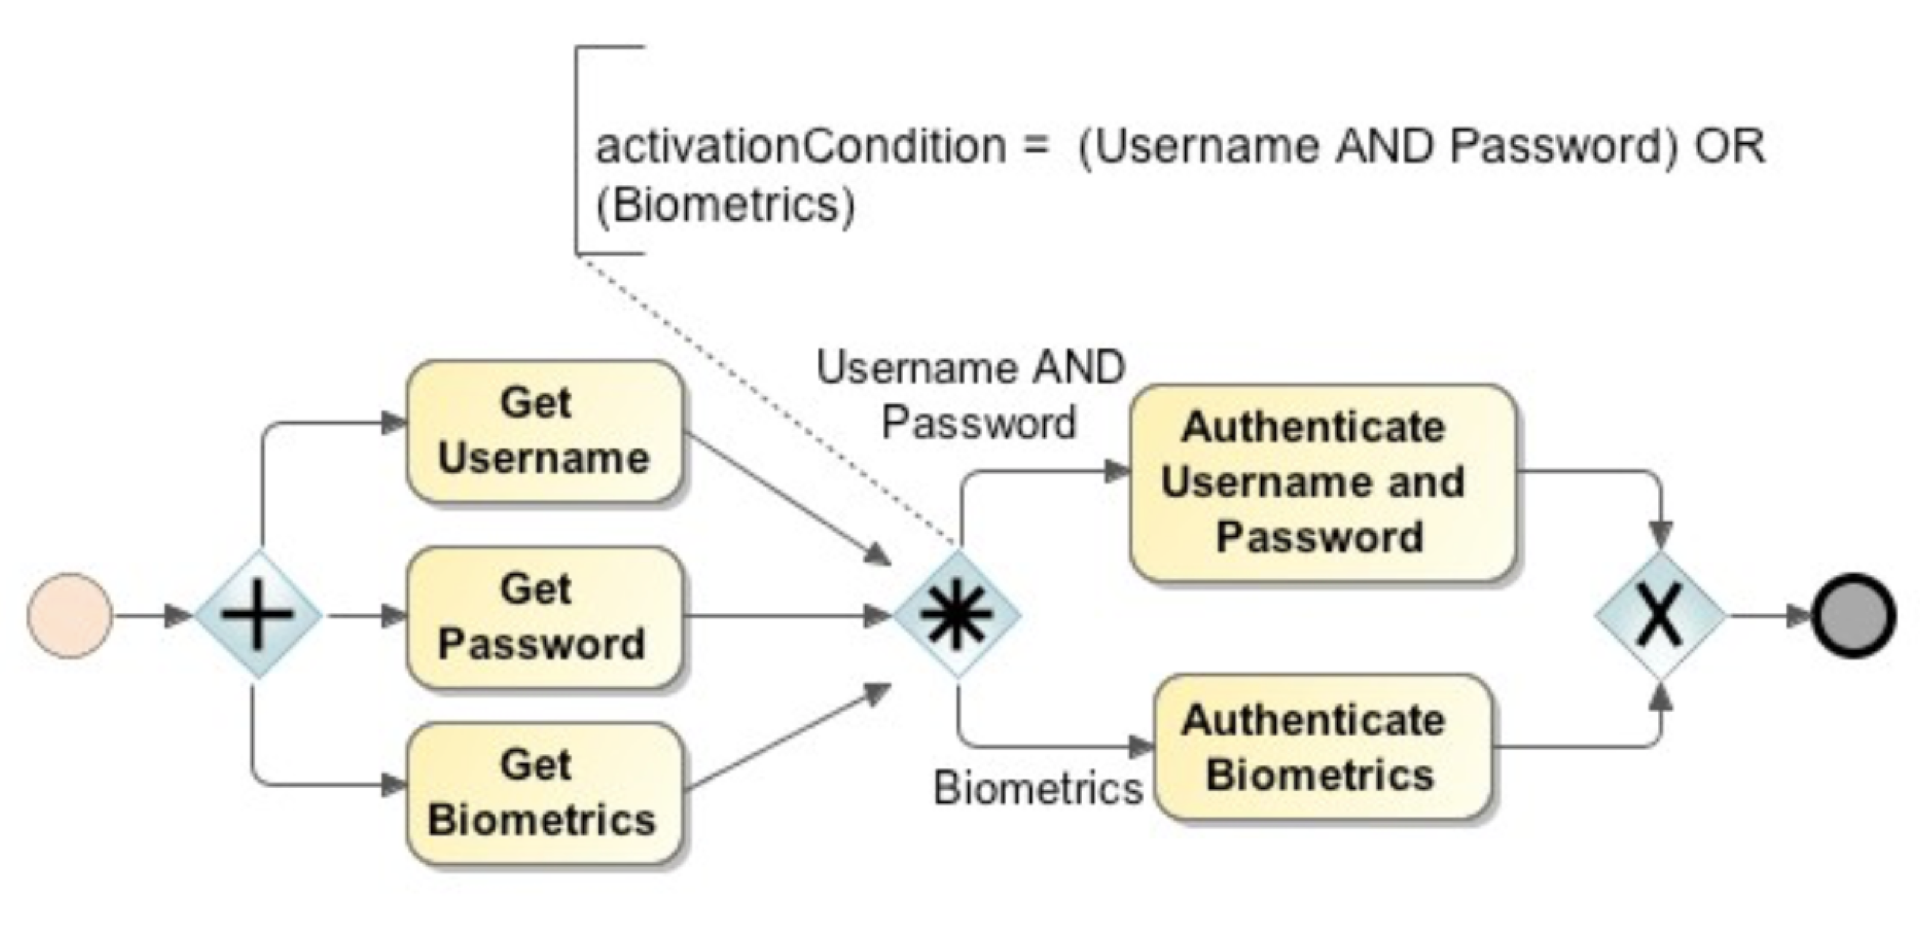 activationCondition = (Username AND Password) OR
(Biometrics)
Username AND
Password
Get
Username
Authenticate
Username and
Password
Get
Password
Get
Biometrics
Biometrics
Authenticate
Biometrics